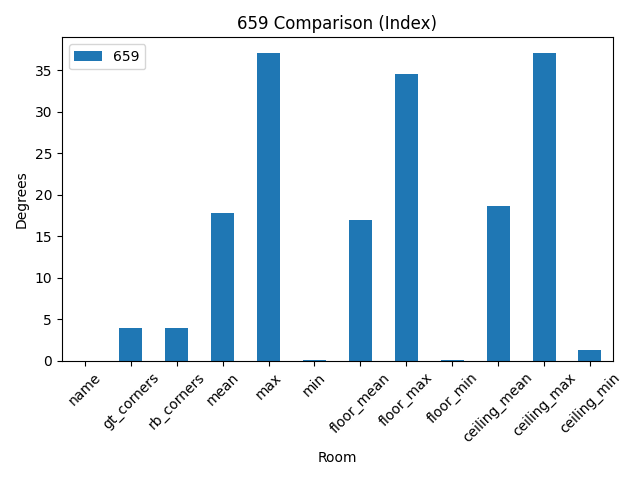 659 Comparison (Index)
659
Degrees
35
30
25
20
15
10
5
0
name
gt_corners
rb_corners
mean
max
min
floor_mean
floor_max
floor_min
ceiling_mean
ceiling_max
ceiling_min
Room